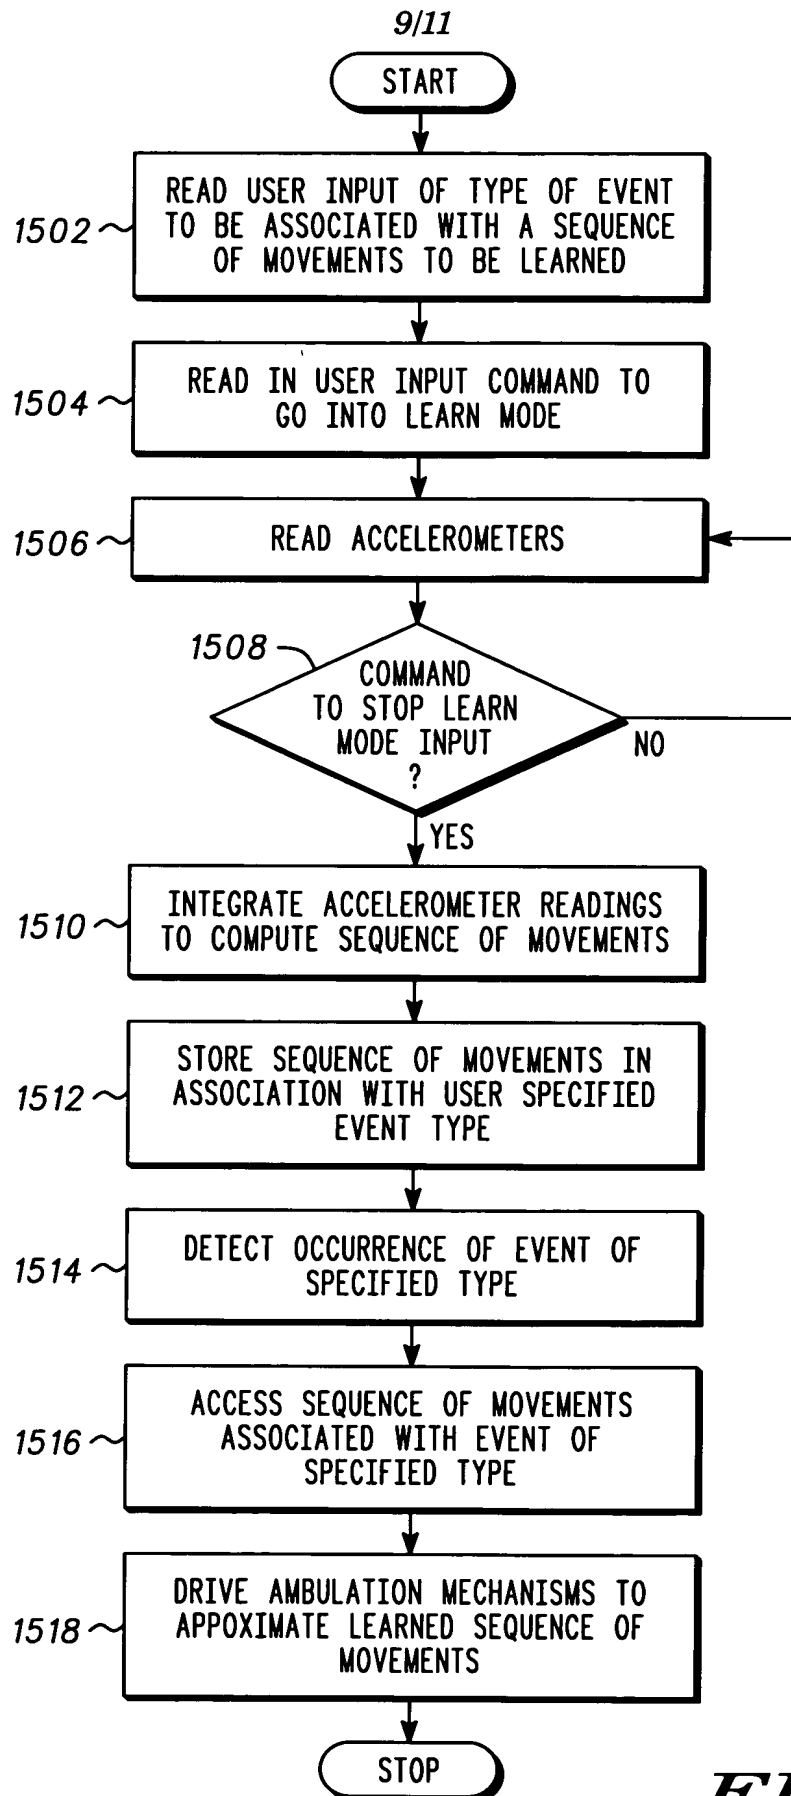 9/11
START
1502
READ USER INPUT OF TYPE OF EVENT
TO BE ASSOCIATED WITH A SEQUENCE
OF MOVEMENTS TO BE LEARNED
1504
READ IN USER INPUT COMMAND TO
GO INTO LEARN MODE
1506
READ ACCELEROMETERS
1508
COMMAND
TO STOP LEARN
MODE INPUT
?
NO
YES
1510
INTEGRATE ACCELEROMETER READINGS
TO COMPUTE SEQUENCE OF MOVEMENTS
1512
STORE SEQUENCE OF MOVEMENTS IN
ASSOCIATION WITH USER SPECIFIED
EVENT TYPE
1514
DETECT OCCURRENCE OF EVENT OF
SPECIFIED TYPE
1516
ACCESS SEQUENCE OF MOVEMENTS
ASSOCIATED WITH EVENT OF
SPECIFIED TYPE
1518
DRIVE AMBULATION MECHANISMS TO
APPOXIMATE LEARNED SEQUENCE OF
MOVEMENTS
STOP